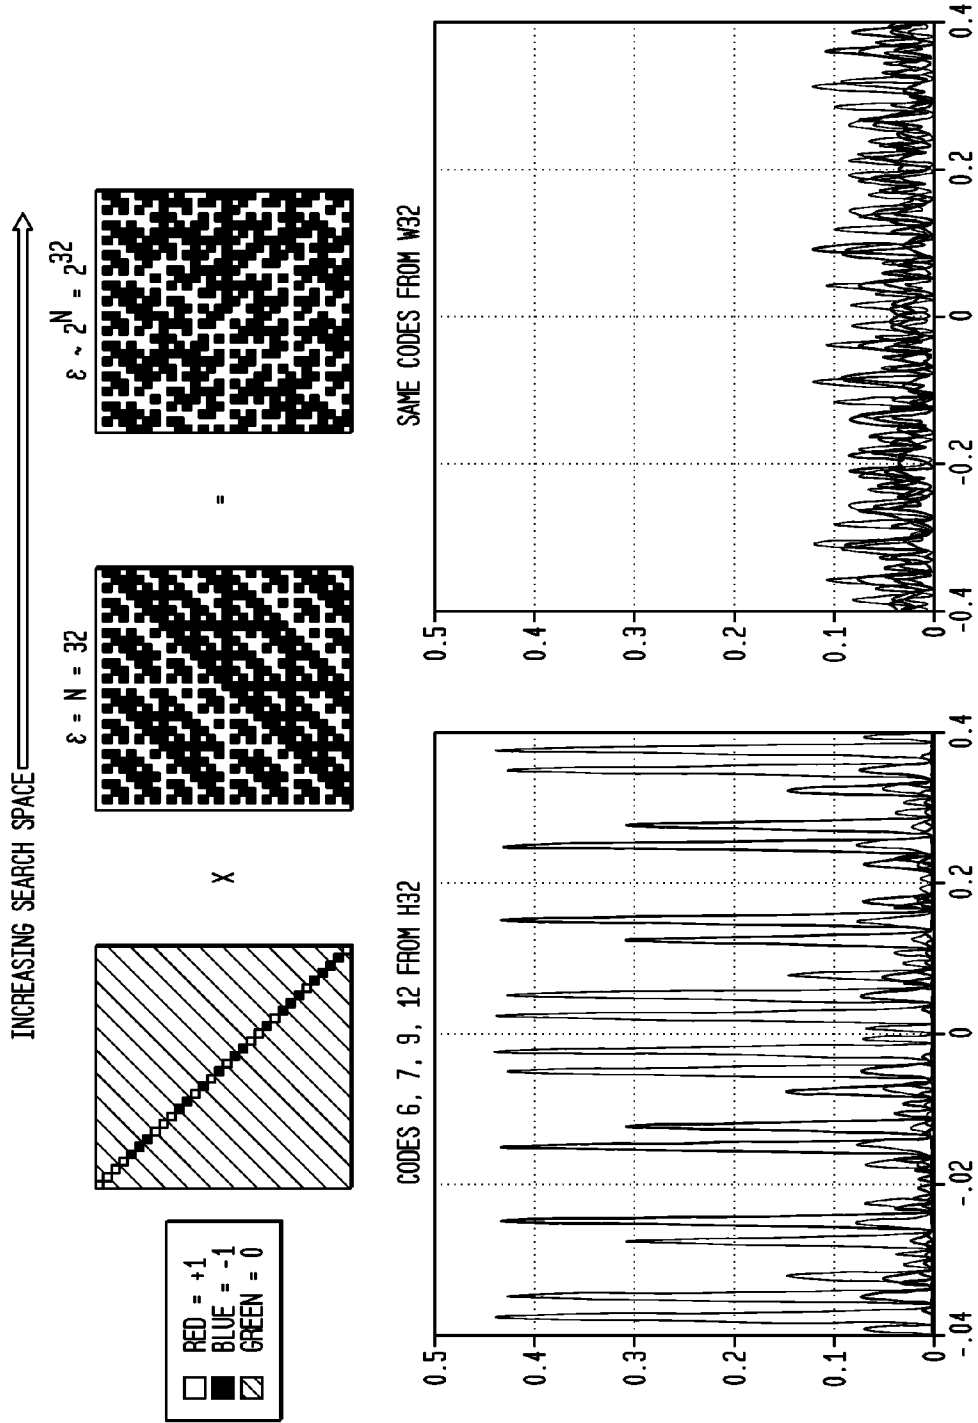 INCREASING SEARCH SPACE
RED = +1
BLUE = -1
GREEN = 0
X
ε = N = 32
=
ε ~ 2^N = 2^32
CODES 6, 7, 9, 12 FROM H32
0.5
0.4
0.3
0.2
0.1
0
-.04
-.02
0
0.2
0.4
SAME CODES FROM W32
0.5
0.4
0.3
0.2
0.1
0
-0.4
-0.2
0
0.2
0.4